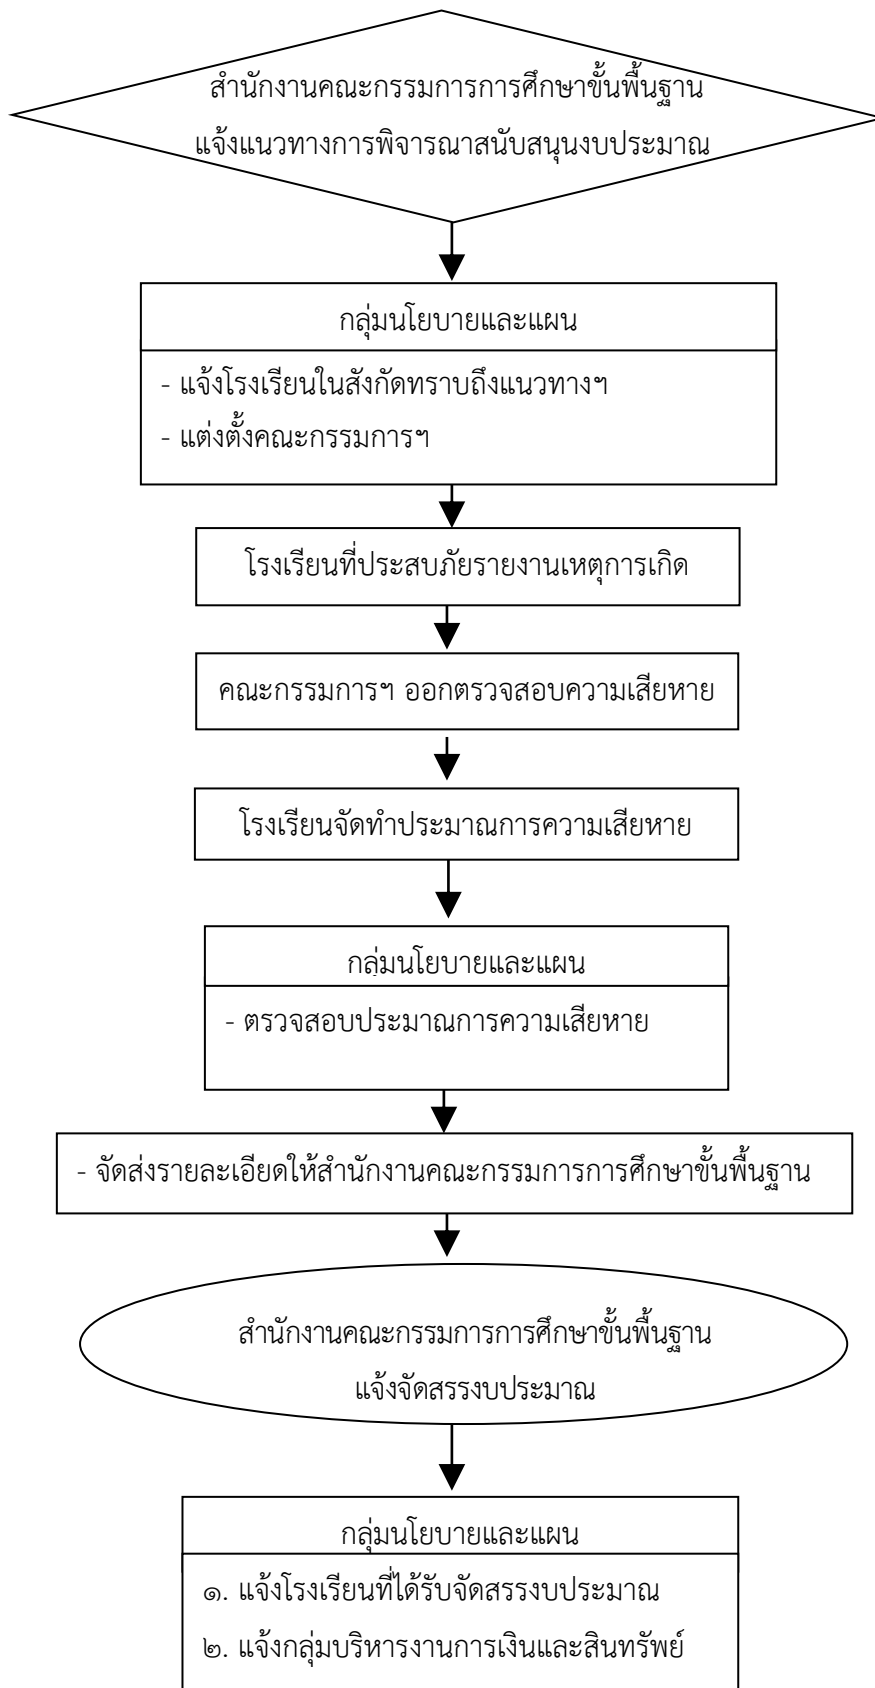 สำนักงานคณะกรรมการการศึกษาขั้นพื้นฐาน
แจ้งแนวทางการพิจารณาสนับสนุนงบประมาณ
กลุ่มนโยบายและแผน
- แจ้งโรงเรียนในสังกัดทราบถึงแนวทางฯ
- แต่งตั้งคณะกรรมการฯ
โรงเรียนที่ประสบภัยรายงานเหตุการเกิด
คณะกรรมการฯ ออกตรวจสอบความเสียหาย
โรงเรียนจัดทำประมาณการความเสียหาย
กลุ่มนโยบายและแผน
- ตรวจสอบประมาณการความเสียหาย
- จัดส่งรายละเอียดให้สำนักงานคณะกรรมการการศึกษาขั้นพื้นฐาน
สำนักงานคณะกรรมการการศึกษาขั้นพื้นฐาน
แจ้งจัดสรรงบประมาณ
กลุ่มนโยบายและแผน
๑. แจ้งโรงเรียนที่ได้รับจัดสรรงบประมาณ
๒. แจ้งกลุ่มบริหารงานการเงินและสินทรัพย์